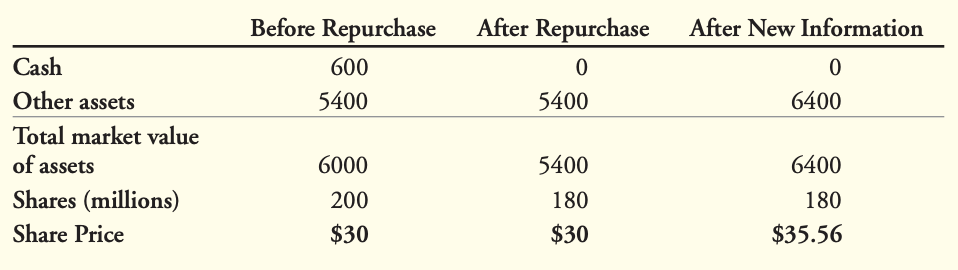 Before Repurchase After Repurchase After New Information
Cash 600 0 0
Other assets 5400 5400 6400
Total market value
of assets 6000 5400 6400
Shares (millions) 200 180 180
Share Price $30 $30 $35.56